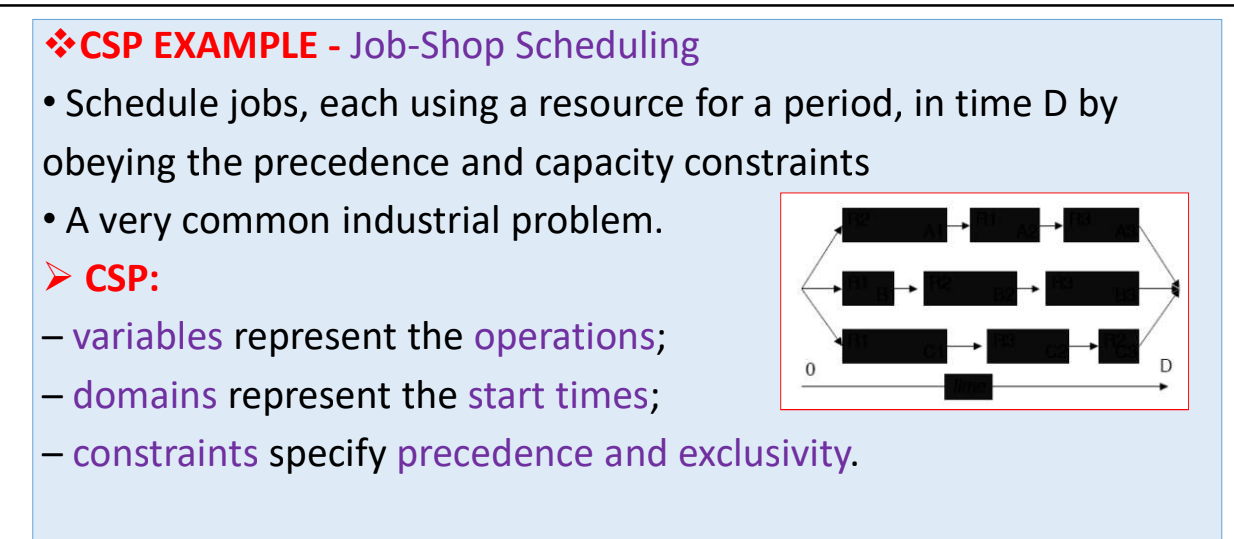 ❖CSP EXAMPLE - Job-Shop Scheduling
• Schedule jobs, each using a resource for a period, in time D by
obeying the precedence and capacity constraints
• A very common industrial problem.
➢ CSP:
– variables represent the operations;
– domains represent the start times;
– constraints specify precedence and exclusivity.
R2 A1 R1 A2 R3 A3
R1 B R2 B2 R3 B3
R1 C1 R3 C2 R2 C3
0 time D